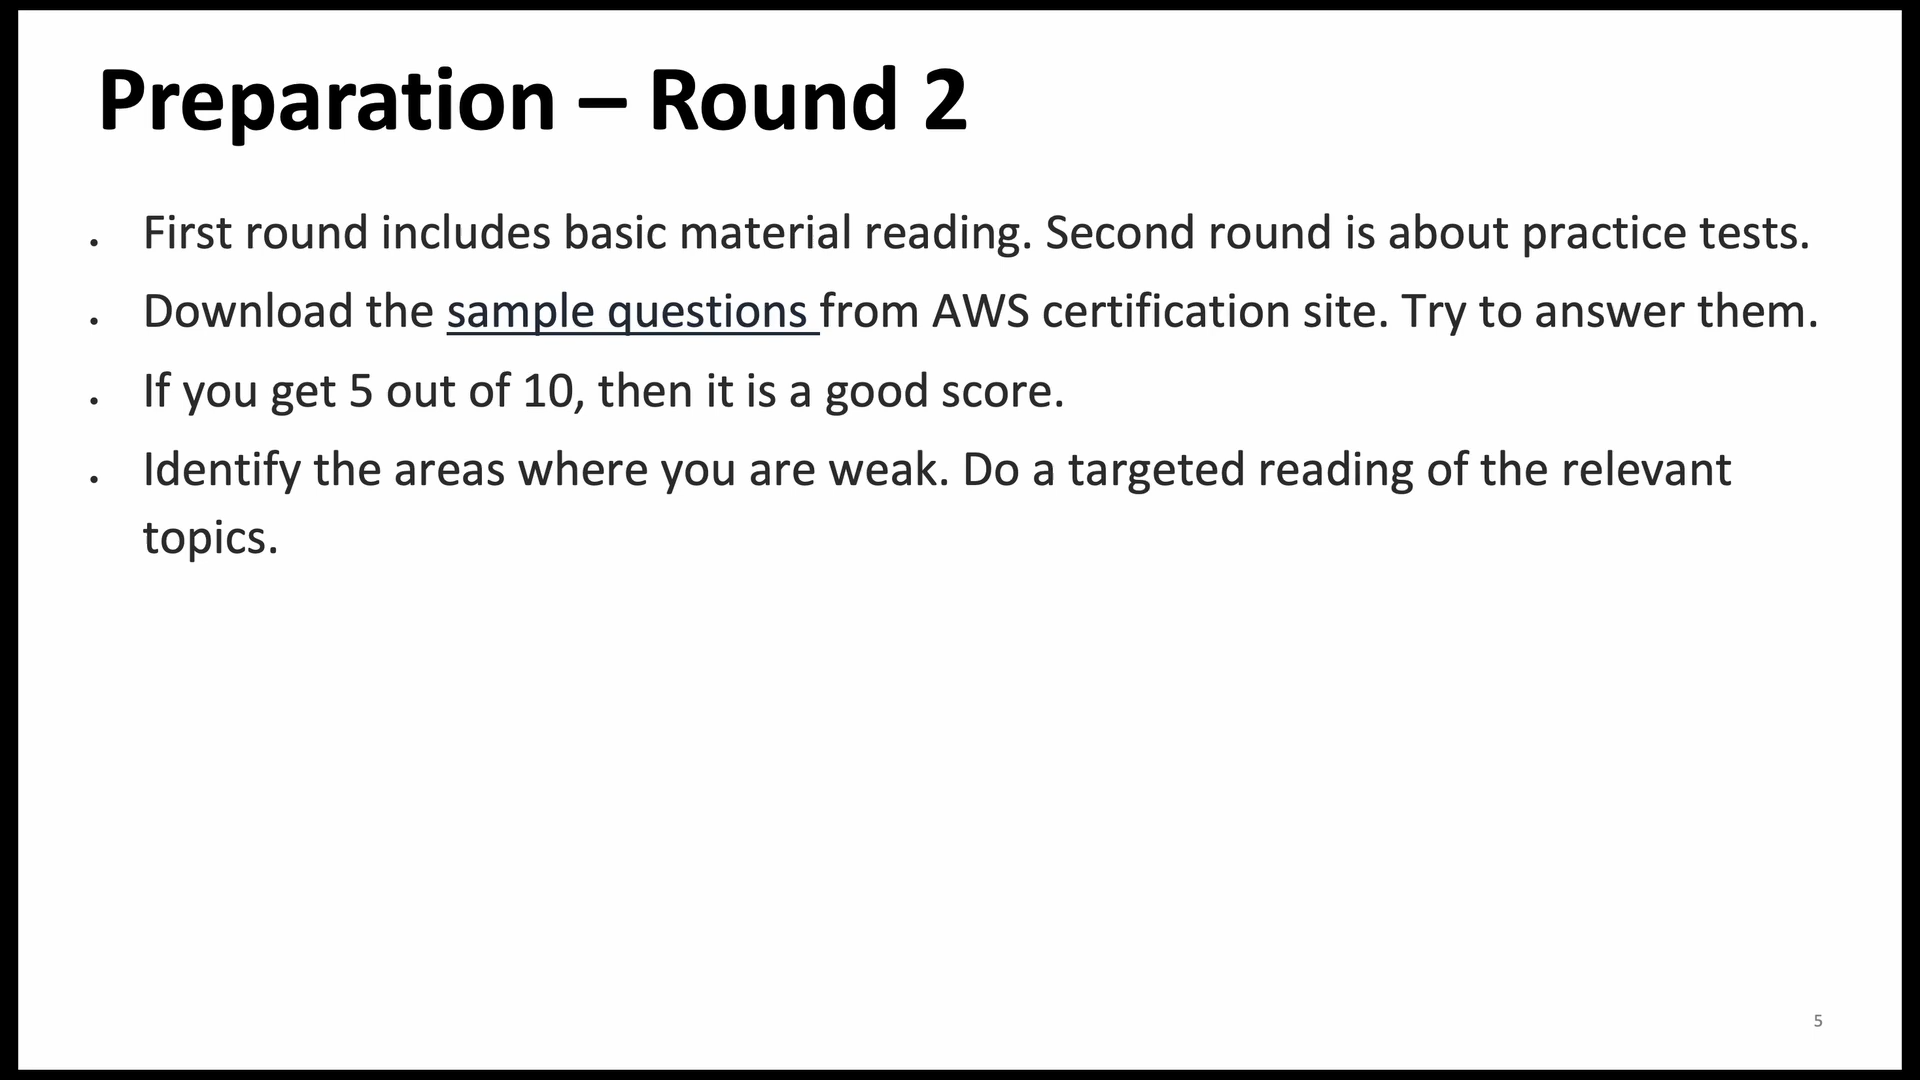 Preparation – Round 2
• First round includes basic material reading. Second round is about practice tests.
• Download the sample questions from AWS certification site. Try to answer them.
• If you get 5 out of 10, then it is a good score.
• Identify the areas where you are weak. Do a targeted reading of the relevant
topics.
5